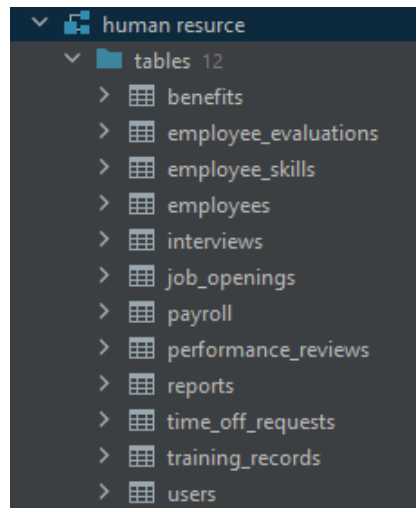 human resurce
tables 12
benefits
employee_evaluations
employee_skills
employees
interviews
job_openings
payroll
performance_reviews
reports
time_off_requests
training_records
users